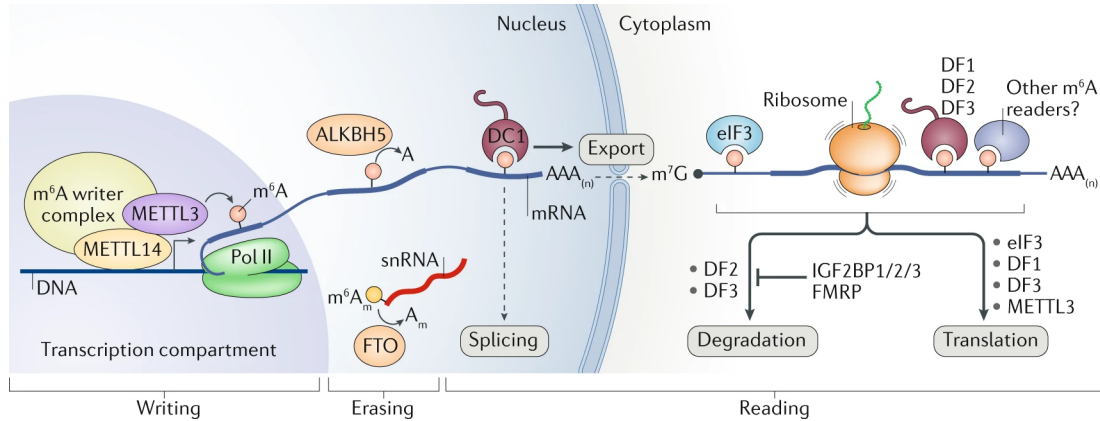 Nucleus
Cytoplasm
m⁶A writer
complex
METTL3
METTL14
m⁶A
Pol II
DNA
Transcription compartment
ALKBH5
A
DC1
Export
AAA(n)
mRNA
snRNA
m⁶Aₘ
Aₘ
FTO
Splicing
m⁷G
eIF3
Ribosome
DF1
DF2
DF3
Other m⁶A
readers?
AAA(n)
• DF2
• DF3
IGF2BP1/2/3
FMRP
• eIF3
• DF1
• DF3
• METTL3
Degradation
Translation
Writing
Erasing
Reading